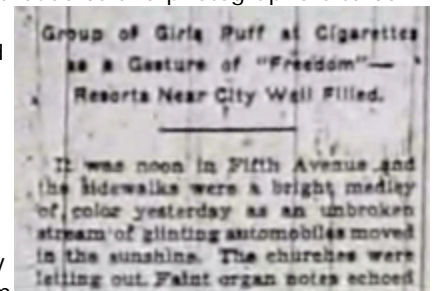 Group of Girls Puff at Cigarettes
as a Gesture of "Freedom"—
Resorts Near City Well Filled.
It was noon in Fifth Avenue and
the sidewalks were a bright medley
of color yesterday as an unbroken
stream of glinting automobiles moved
in the sunshine. The churches were
letting out. Faint organ notes echoed